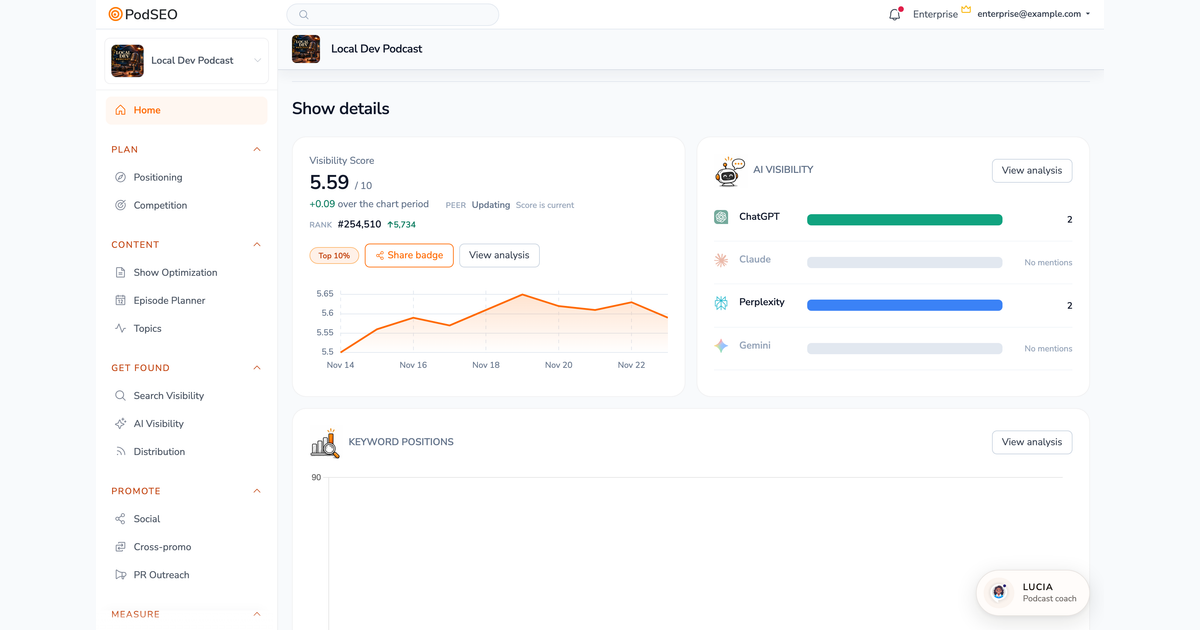 PodSEO
Enterprise
enterprise@example.com
Local Dev Podcast
Local Dev Podcast
Home
PLAN
Positioning
Competition
CONTENT
Show Optimization
Episode Planner
Topics
GET FOUND
Search Visibility
AI Visibility
Distribution
PROMOTE
Social
Cross-promo
PR Outreach
MEASURE
Show details
Visibility Score
5.59 / 10
+0.09 over the chart period PEER Updating Score is current
RANK #254,510 ↑5,734
Top 10% Share badge View analysis
5.65
5.6
5.55
5.5
Nov 14 Nov 16 Nov 18 Nov 20 Nov 22
AI VISIBILITY View analysis
ChatGPT 2
Claude No mentions
Perplexity 2
Gemini No mentions
KEYWORD POSITIONS View analysis
90
LUCIA
Podcast coach